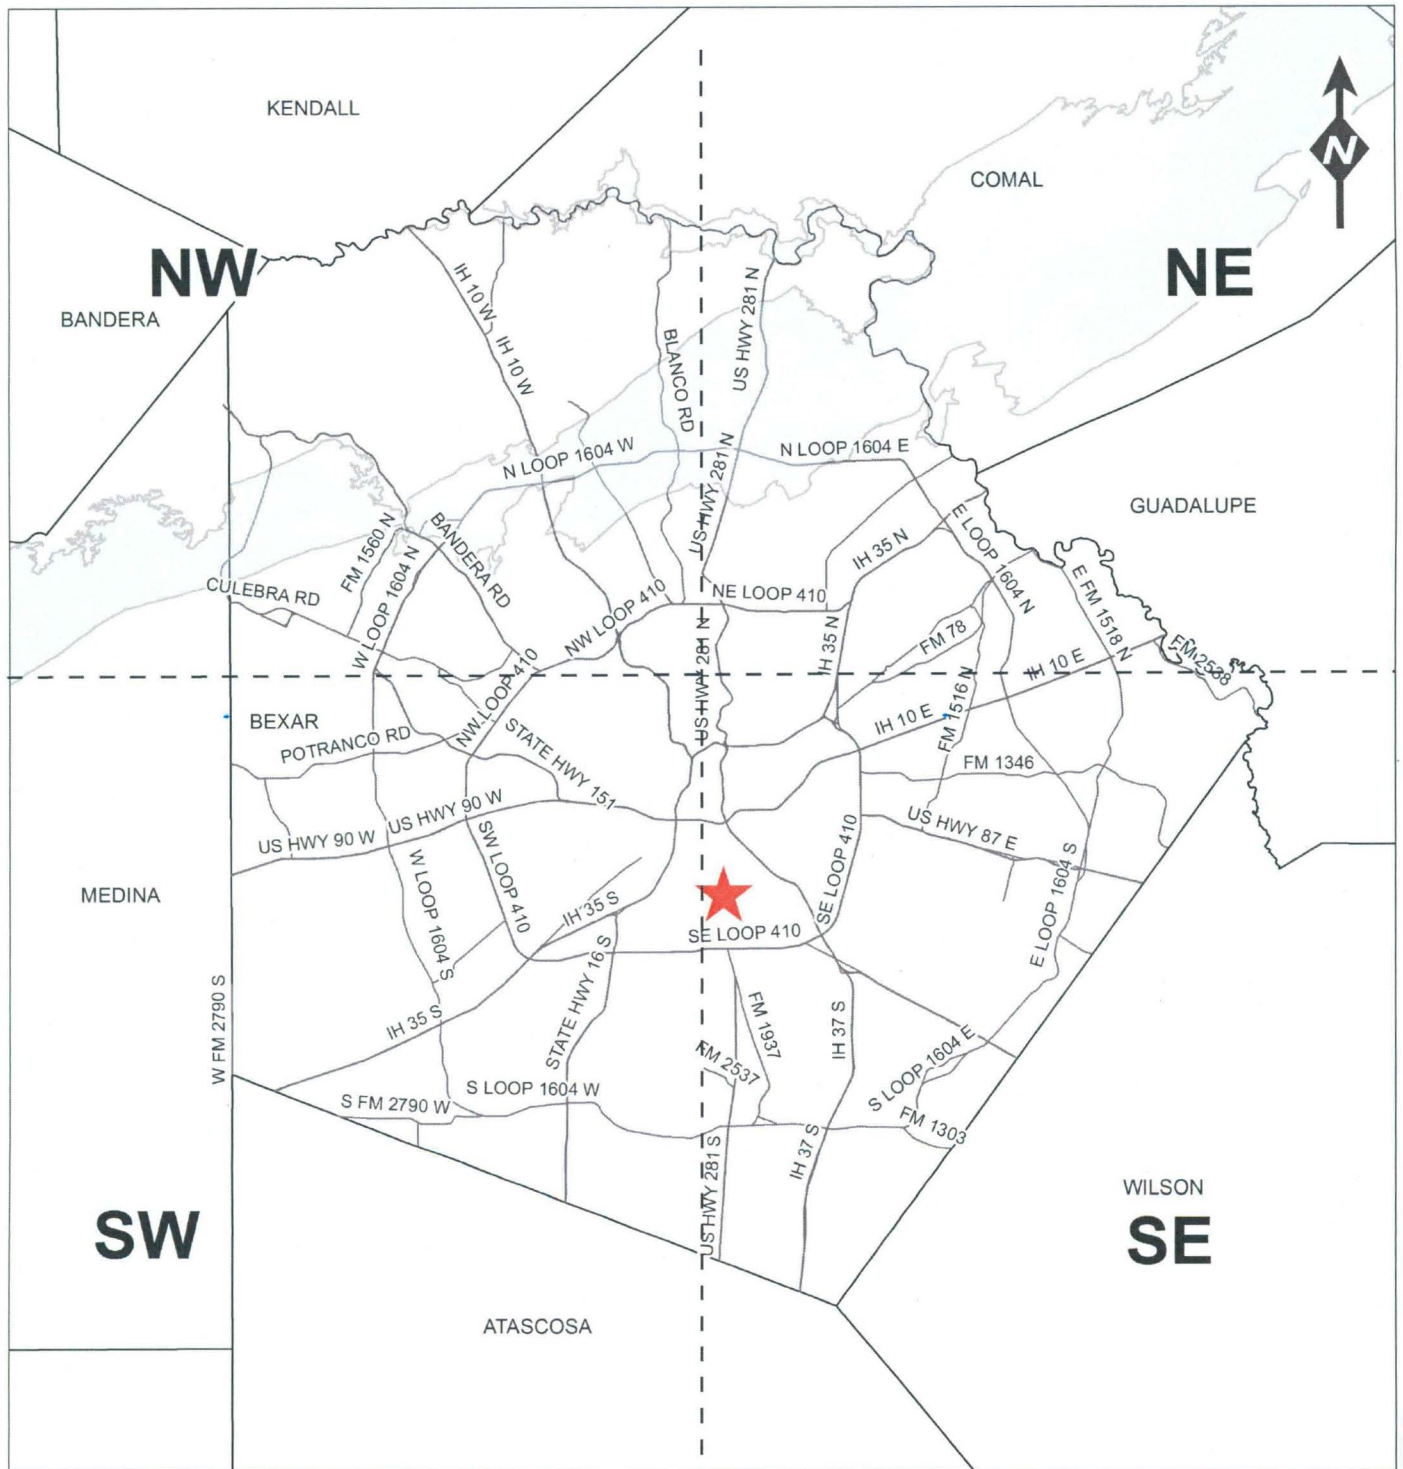 KENDALL
COMAL
N
NW
NE
BANDERA
IH 10 W
IH 10 W
BLANCO RD
US HWY 281 N
US HWY 281 N
N LOOP 1604 W
N LOOP 1604 E
GUADALUPE
FM 1560 N
BANDERA RD
W LOOP 1604 N
CULEBRA RD
NW LOOP 410
NE LOOP 410
IH 35 N
E LOOP 1604 N
E FM 1518 N
US HWY 281 N
IH 35 N
FM 78
FM 2538
IH 10 E
NW LOOP 410
FM 1516 N
IH 10 E
BEXAR
POTRANCO RD
STATE HWY 151
FM 1346
US HWY 90 W
US HWY 90 W
US HWY 87 E
SW LOOP 410
SE LOOP 410
W LOOP 1604 S
E LOOP 1604 S
MEDINA
IH 35 S
SE LOOP 410
STATE HWY 16 S
W FM 2790 S
IH 35 S
FM 1937
FM 2537
IH 37 S
S LOOP 1604 E
S LOOP 1604 W
S FM 2790 W
FM 1303
IH 37 S
US HWY 281 S
WILSON
SW
SE
ATASCOSA